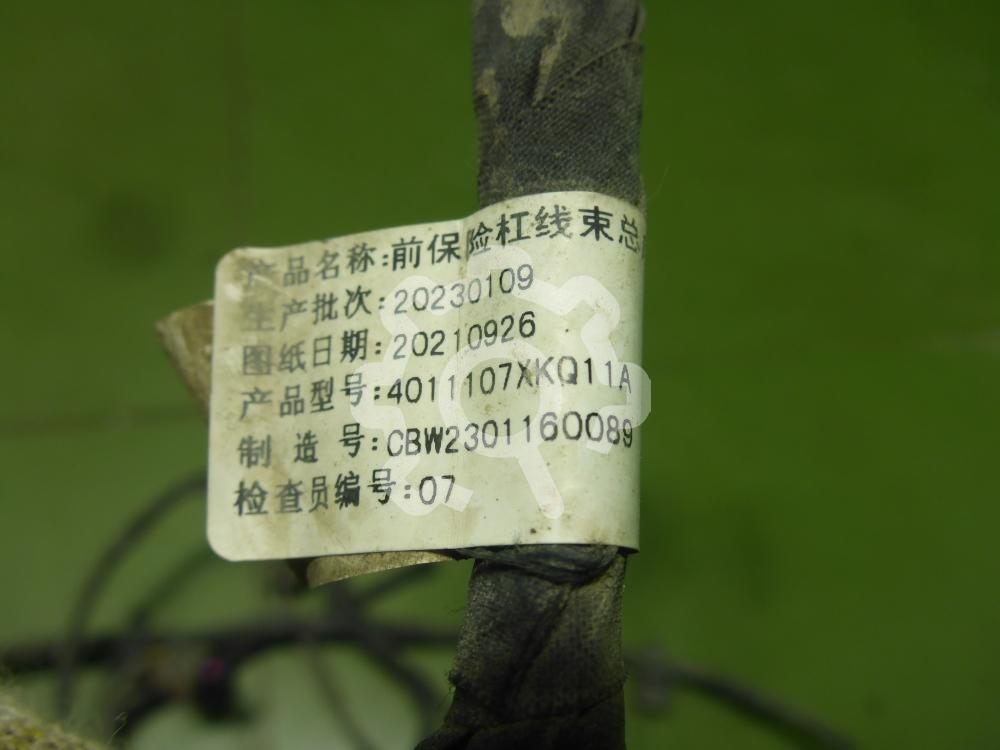 产品名称:前保险杠线束总
生产批次:20230109
图纸日期:20210926
产品型号:4011107XKQ11A
制造号:CBW2301160089
检查员编号:07